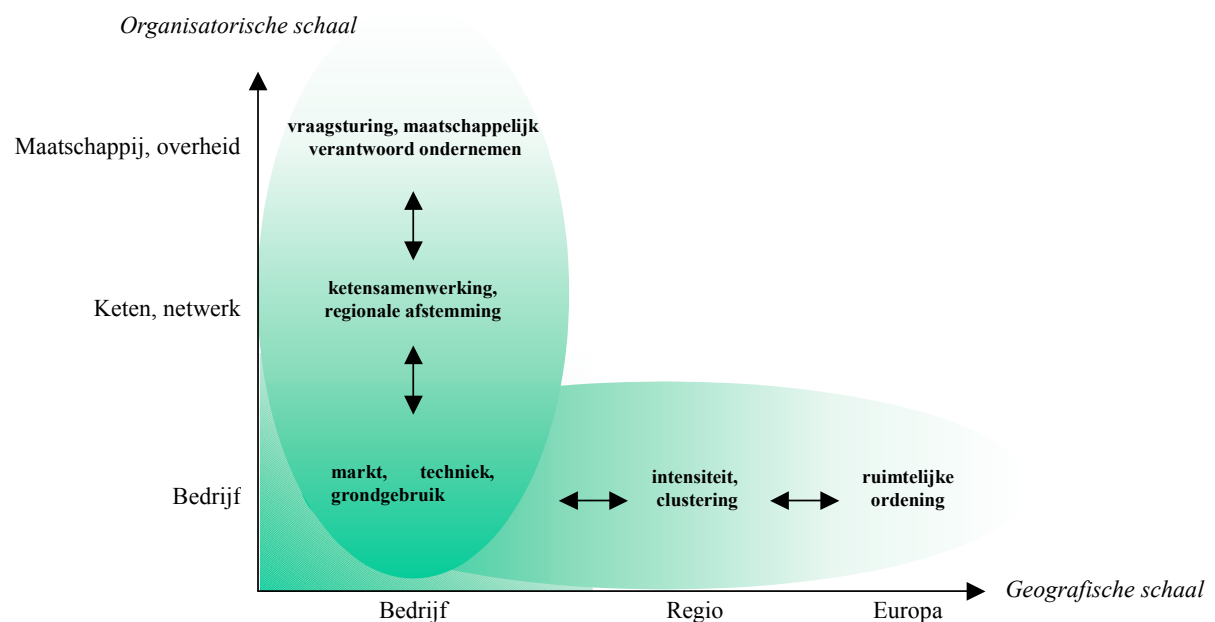 Organisatorische schaal
Maatschappij, overheid
vraagsturing, maatschappelijk
verantwoord ondernemen
Keten, netwerk
ketensamenwerking,
regionale afstemming
Bedrijf
markt, techniek,
grondgebruik
intensiteit,
clustering
ruimtelijke
ordening
Geografische schaal
Bedrijf
Regio
Europa